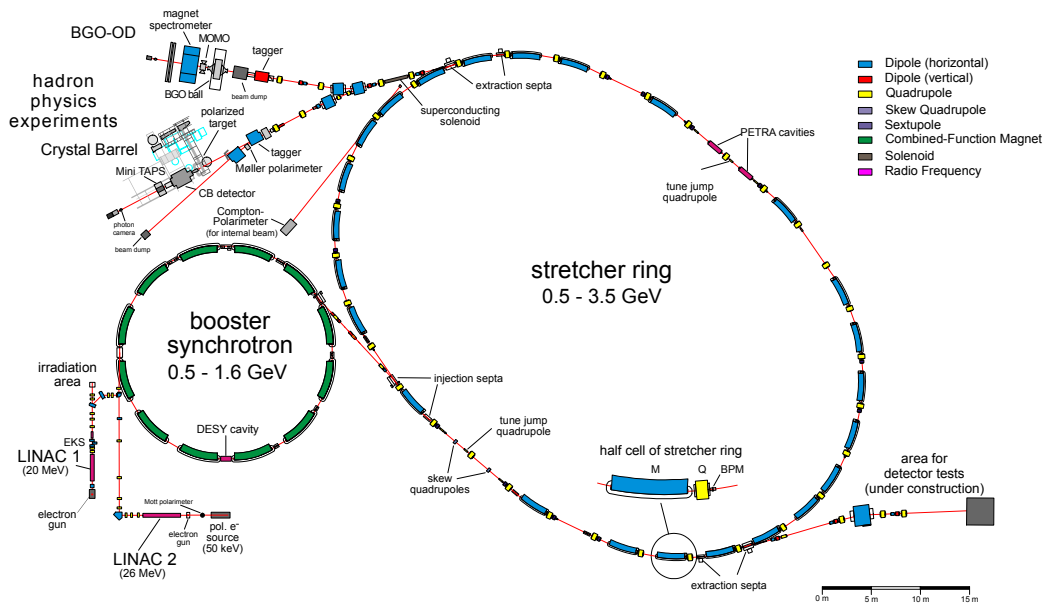 BGO-OD
magnet
spectrometer
MOMO
tagger
BGO ball
beam dump
hadron
physics
experiments
polarized
target
Crystal Barrel
tagger
Møller polarimeter
Mini TAPS
CB detector
photon
camera
beam dump
Compton-
Polarimeter
(for internal beam)
extraction septa
superconducting
solenoid
PETRA cavities
tune jump
quadrupole
Dipole (horizontal)
Dipole (vertical)
Quadrupole
Skew Quadrupole
Sextupole
Combined-Function Magnet
Solenoid
Radio Frequency
stretcher ring
0.5 - 3.5 GeV
booster
synchrotron
0.5 - 1.6 GeV
DESY cavity
irradiation
area
EKS
LINAC 1
(20 MeV)
electron
gun
Mott polarimeter
electron
gun
pol. e-
source
(50 keV)
LINAC 2
(26 MeV)
injection septa
tune jump
quadrupole
skew
quadrupoles
half cell of stretcher ring
M
Q
BPM
area for
detector tests
(under construction)
extraction septa
0 m
5 m
10 m
15 m